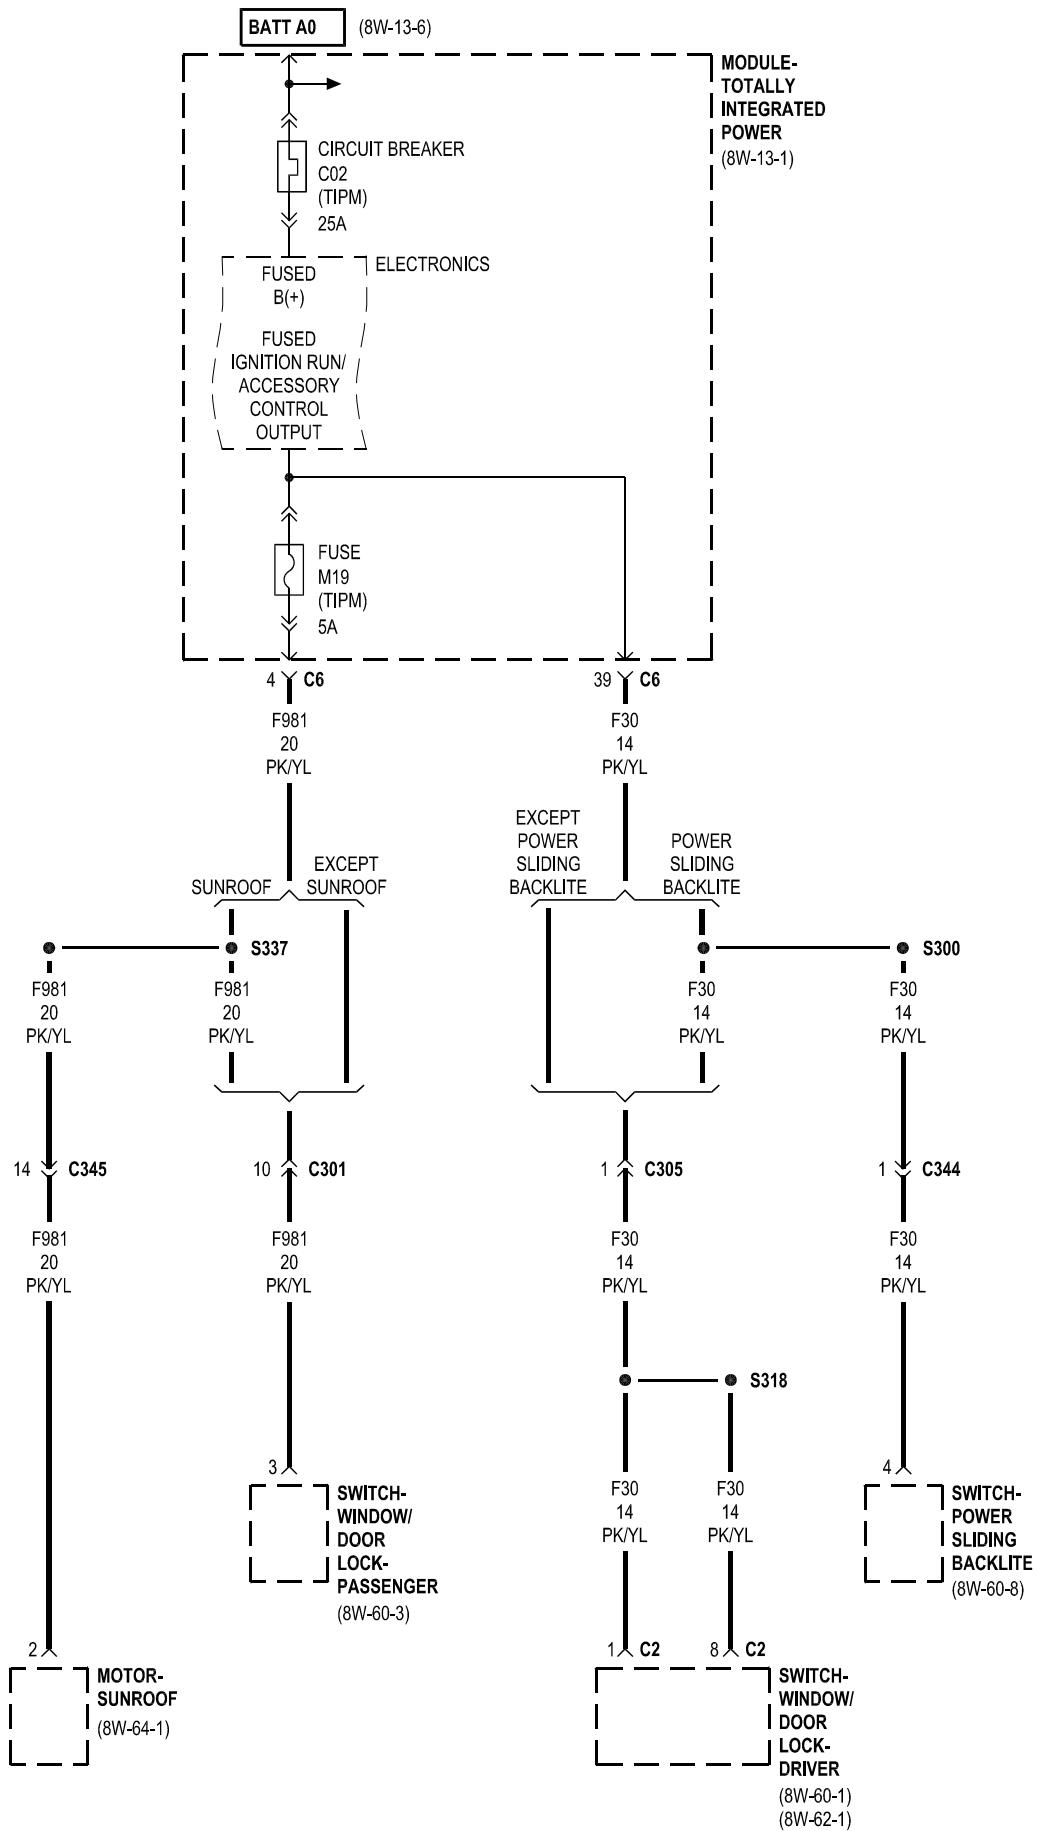 BATT A0 (8W-13-6)
MODULE-
TOTALLY
INTEGRATED
POWER
(8W-13-1)
CIRCUIT BREAKER
C02
(TIPM)
25A
ELECTRONICS
FUSED
B(+)
FUSED
IGNITION RUN/
ACCESSORY
CONTROL
OUTPUT
FUSE
M19
(TIPM)
5A
4 C6
39 C6
F981
20
PK/YL
F30
14
PK/YL
SUNROOF
EXCEPT
SUNROOF
EXCEPT
POWER
SLIDING
BACKLITE
POWER
SLIDING
BACKLITE
S337
S300
F981
20
PK/YL
F981
20
PK/YL
F30
14
PK/YL
F30
14
PK/YL
14 C345
10 C301
1 C305
1 C344
F981
20
PK/YL
F981
20
PK/YL
F30
14
PK/YL
F30
14
PK/YL
S318
3
SWITCH-
WINDOW/
DOOR
LOCK-
PASSENGER
(8W-60-3)
F30
14
PK/YL
F30
14
PK/YL
4
SWITCH-
POWER
SLIDING
BACKLITE
(8W-60-8)
2
MOTOR-
SUNROOF
(8W-64-1)
1 C2
8 C2
SWITCH-
WINDOW/
DOOR
LOCK-
DRIVER
(8W-60-1)
(8W-62-1)